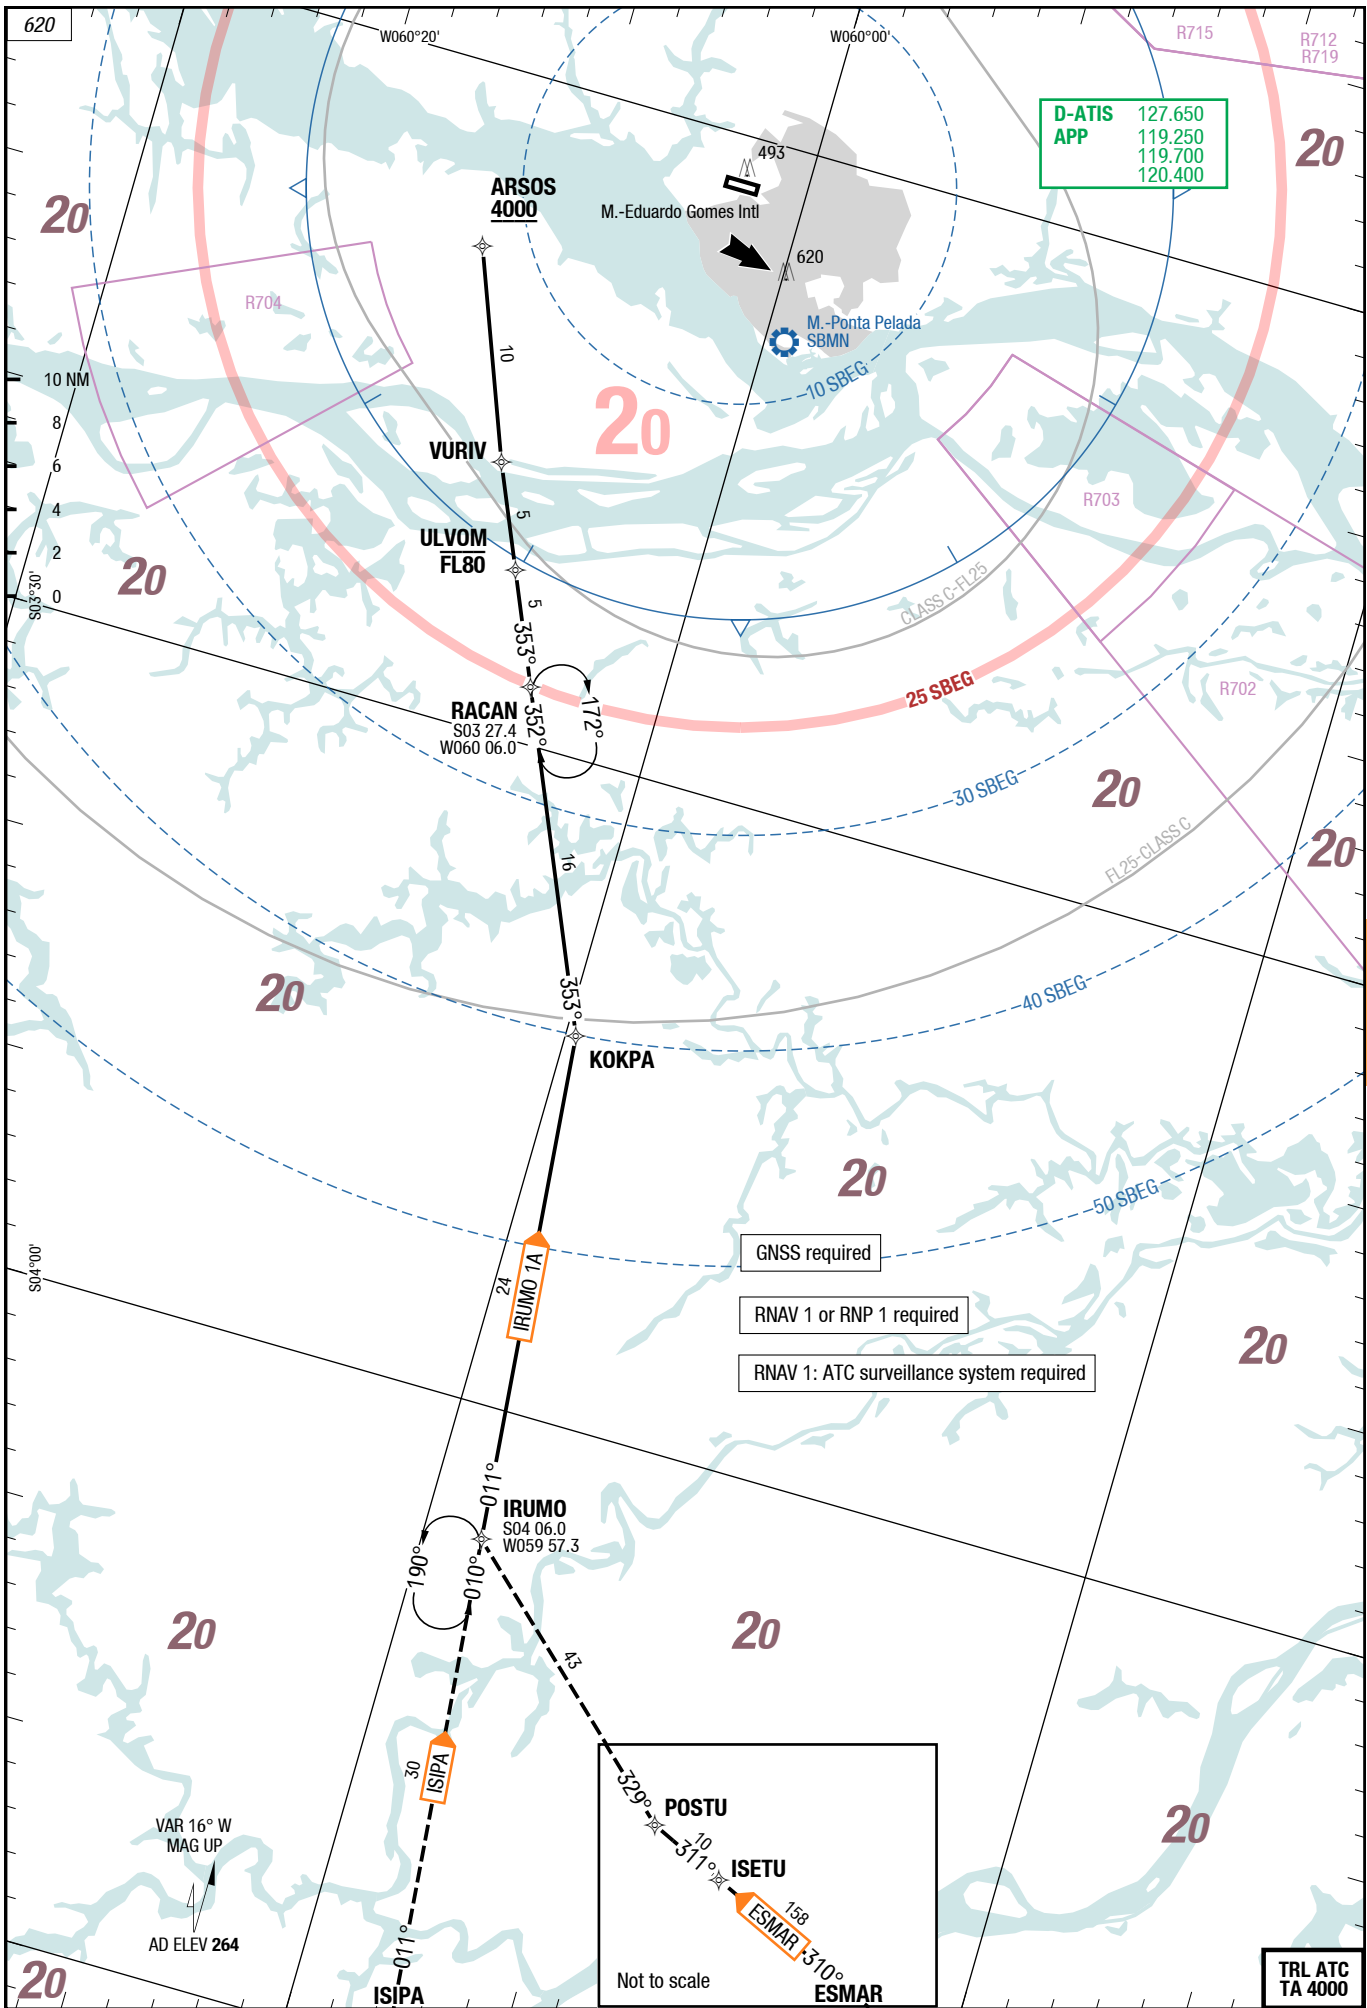 620
W060°20'
W060°00'
R715
R712
R719
D-ATIS 127.650
APP 119.250
119.700
120.400
20
20
ARSOS
4000
493
M.-Eduardo Gomes Intl
620
R704
M.-Ponta Pelada
SBMN
10 SBEG
10
20
10 NM
8
6
4
2
0
S03°30'
VURIV
5
ULVOM
FL80
20
R703
CLASS C-FL25
5
353°
RACAN
S03 27.4
W060 06.0
352°
172°
25 SBEG
R702
30 SBEG
20
20
FL25-CLASS C
16
20
353°
40 SBEG
KOKPA
20
50 SBEG
GNSS required
S04°00'
24
IRUMO 1A
RNAV 1 or RNP 1 required
20
RNAV 1: ATC surveillance system required
011°
IRUMO
S04 06.0
W059 57.3
190°
010°
20
20
43
30
ISIPA
329°
POSTU
10
311°
ISETU
158
ESMAR
310°
ESMAR
Not to scale
20
VAR 16° W
MAG UP
AD ELEV 264
011°
ISIPA
20
TRL ATC
TA 4000